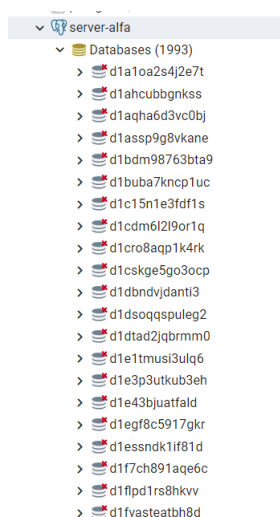 server-alfa
Databases (1993)
d1a1oa2s4j2e7t
d1ahcubbgnkss
d1aqha6d3vc0bj
d1assp9g8vkane
d1bdm98763bta9
d1buba7kncp1uc
d1c15n1e3fdf1s
d1cdm6l2l9or1q
d1cro8aqp1k4rk
d1cskge5go3ocp
d1dbndvjdanti3
d1dsoqqspuleg2
d1dtad2jqbrmm0
d1e1tmusi3ulq6
d1e3p3utkub3eh
d1e43bjuatfald
d1egf8c5917gkr
d1essndk1if81d
d1f7ch891aqe6c
d1flpd1rs8hkvv
d1fvasteatbh8d